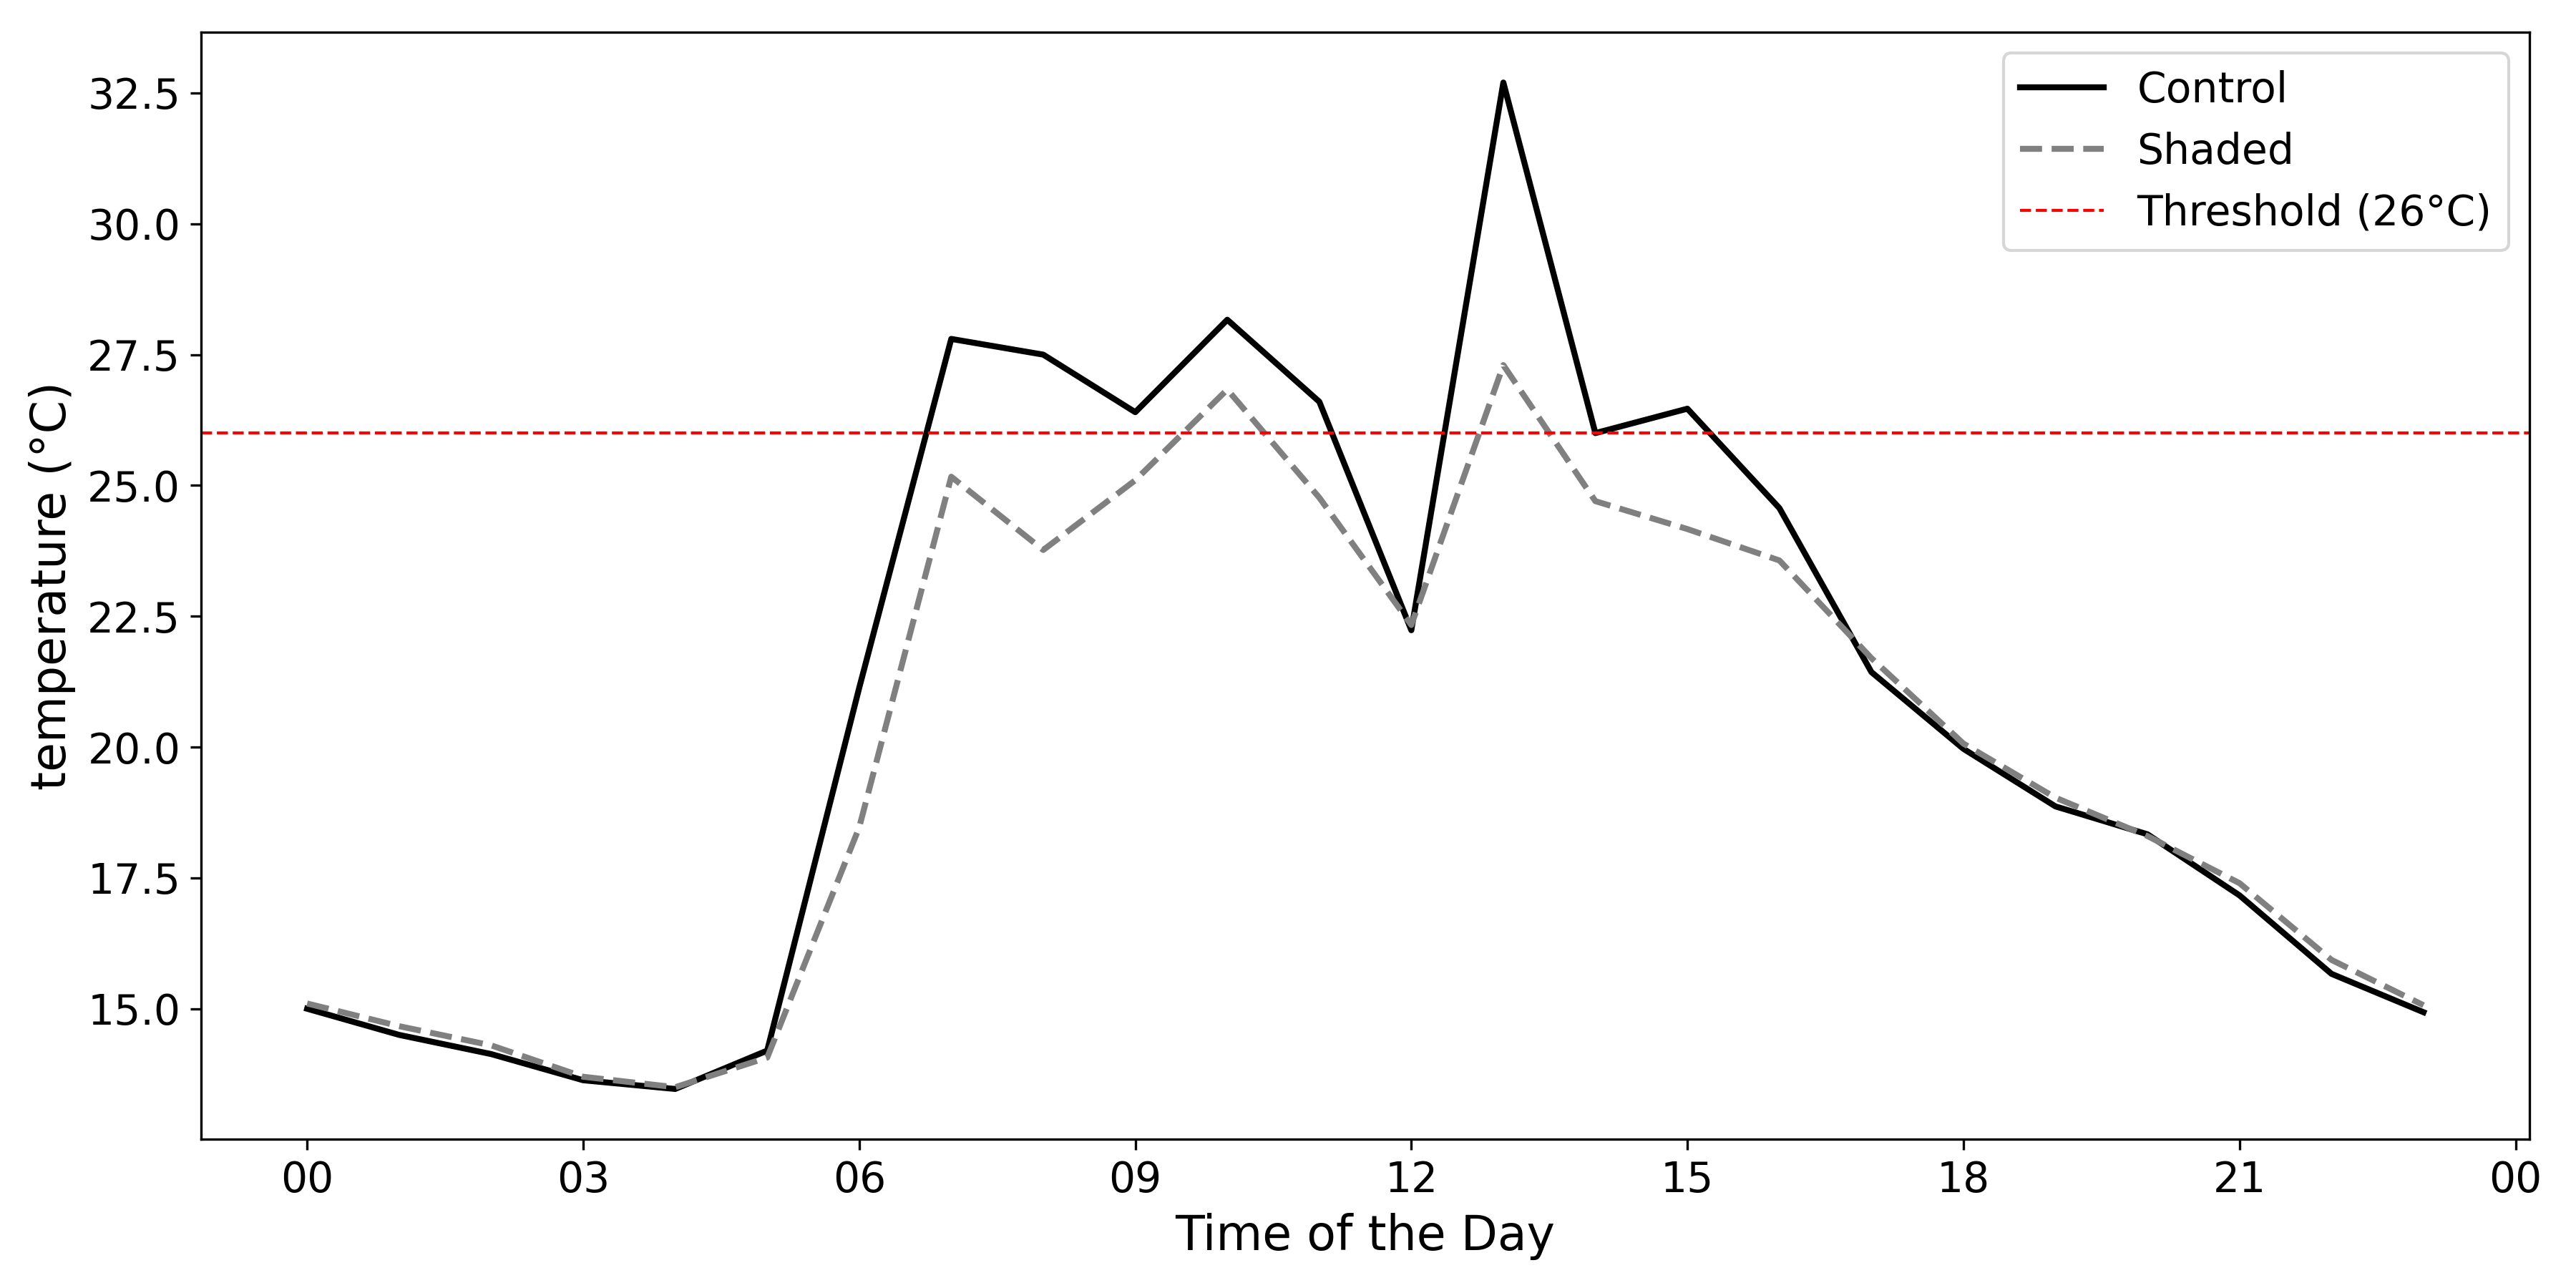 32.5
30.0
27.5
25.0
22.5
20.0
17.5
15.0
temperature (°C)
Control
Shaded
Threshold (26°C)
00 03 06 09 12 15 18 21 00
Time of the Day